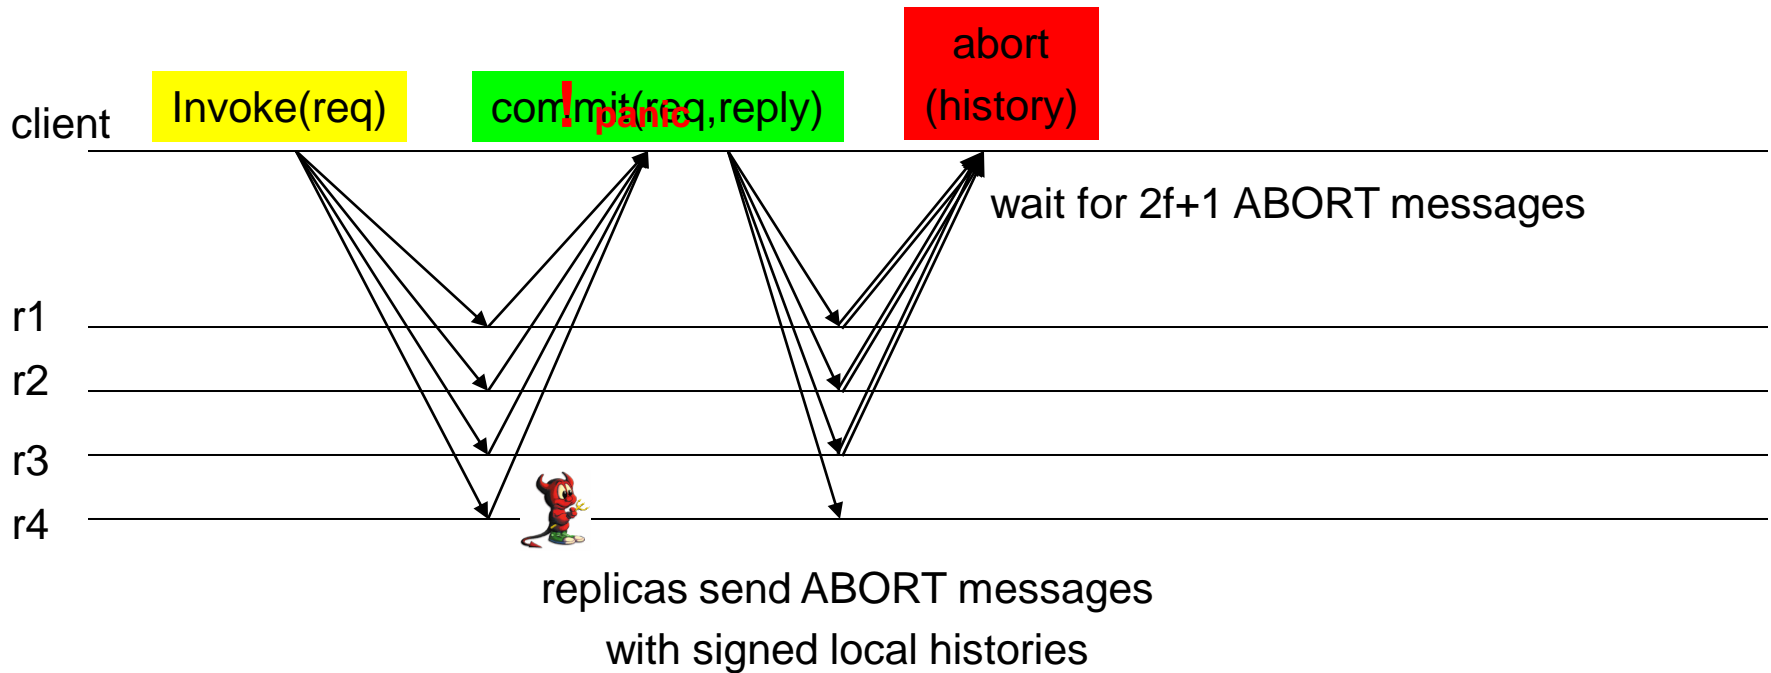 abort
(history)
Invoke(req)
commit(req,reply)
! panic
client
wait for 2f+1 ABORT messages
r1
r2
r3
r4
replicas send ABORT messages
with signed local histories